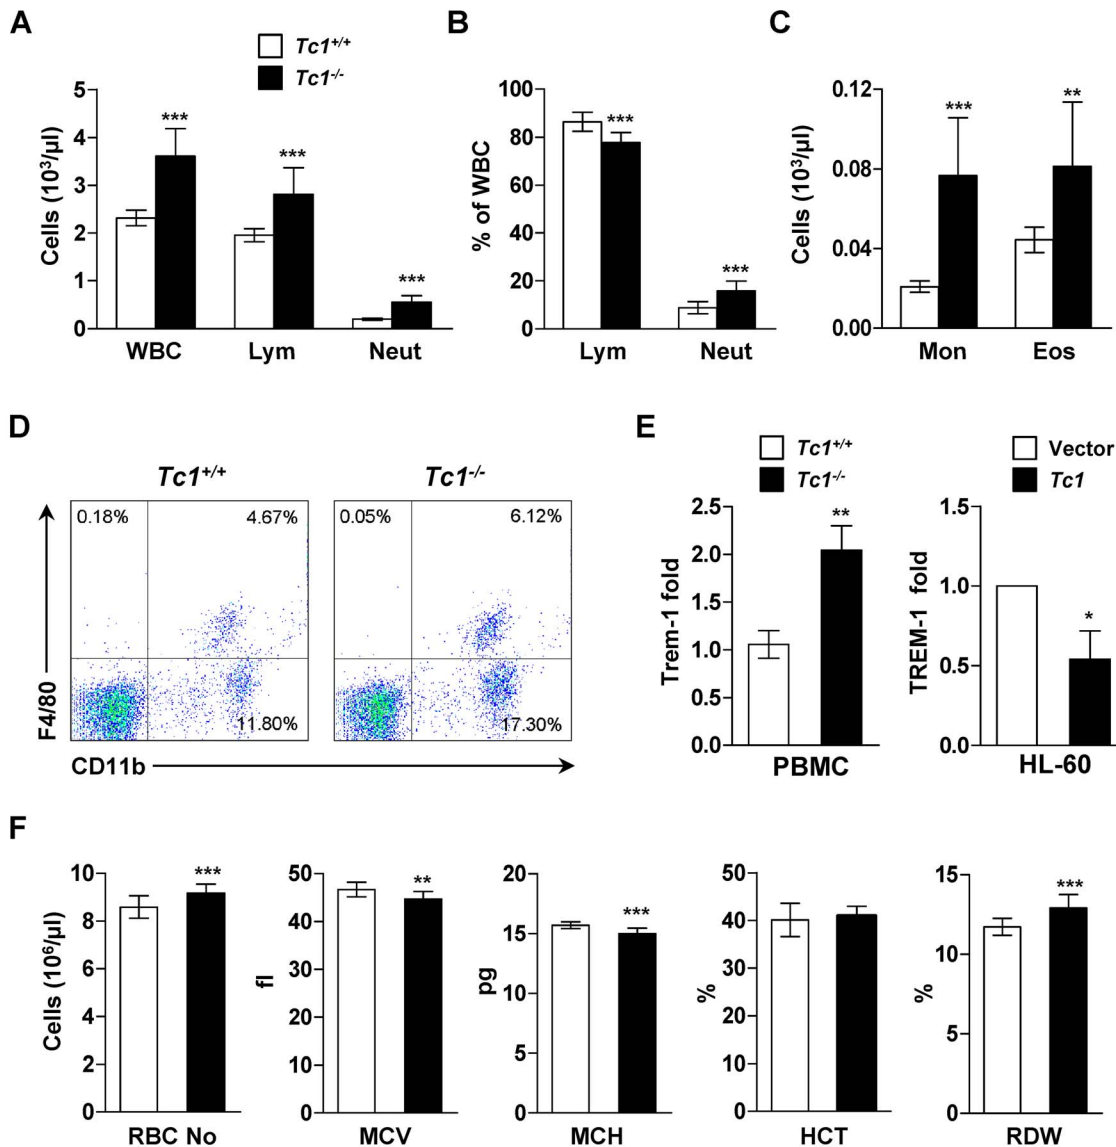 A
B
C
Tc1+/+
Tc1-/-
Cells (10³/µl)
5
4
3
2
1
0
***
***
***
WBC Lym Neut
% of WBC
100
80
60
40
20
0
***
***
Lym Neut
Cells (10³/µl)
0.12
0.08
0.04
0.00
***
**
Mon Eos
D
Tc1+/+
Tc1-/-
0.18%
4.67%
11.80%
0.05%
6.12%
17.30%
F4/80
CD11b
E
Tc1+/+
Tc1-/-
Trem-1 fold
2.5
2.0
1.5
1.0
0.5
0.0
**
PBMC
Vector
Tc1
TREM-1 fold
1.5
1.0
0.5
0.0
*
HL-60
F
Cells (10⁶/µl)
10
8
6
4
2
0
***
RBC No
fl
50
40
30
20
10
0
**
MCV
pg
20
15
10
5
0
***
MCH
%
50
40
30
20
10
0
HCT
%
15
10
5
0
***
RDW